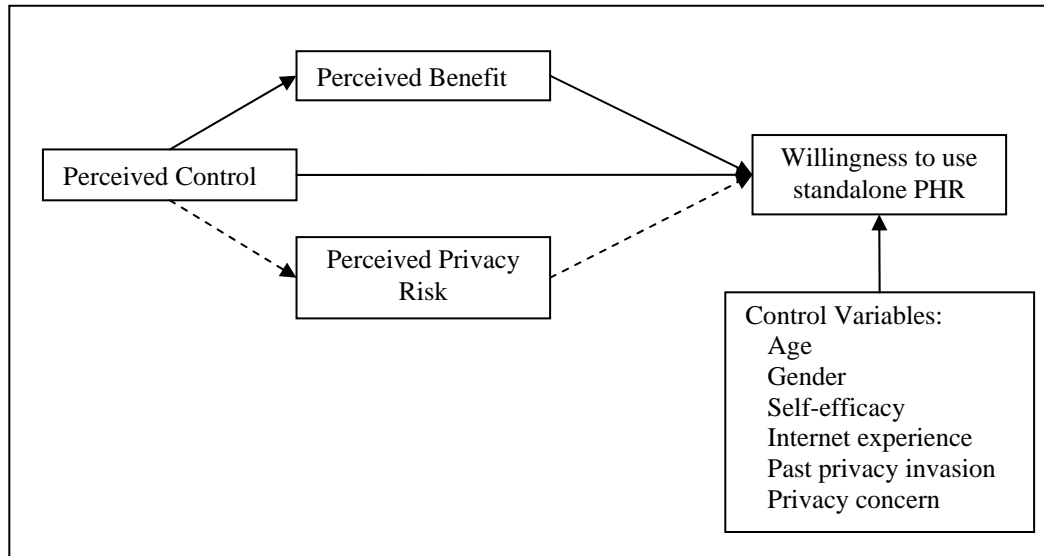 Perceived Benefit
Perceived Control
Willingness to use
standalone PHR
Perceived Privacy
Risk
Control Variables:
Age
Gender
Self-efficacy
Internet experience
Past privacy invasion
Privacy concern